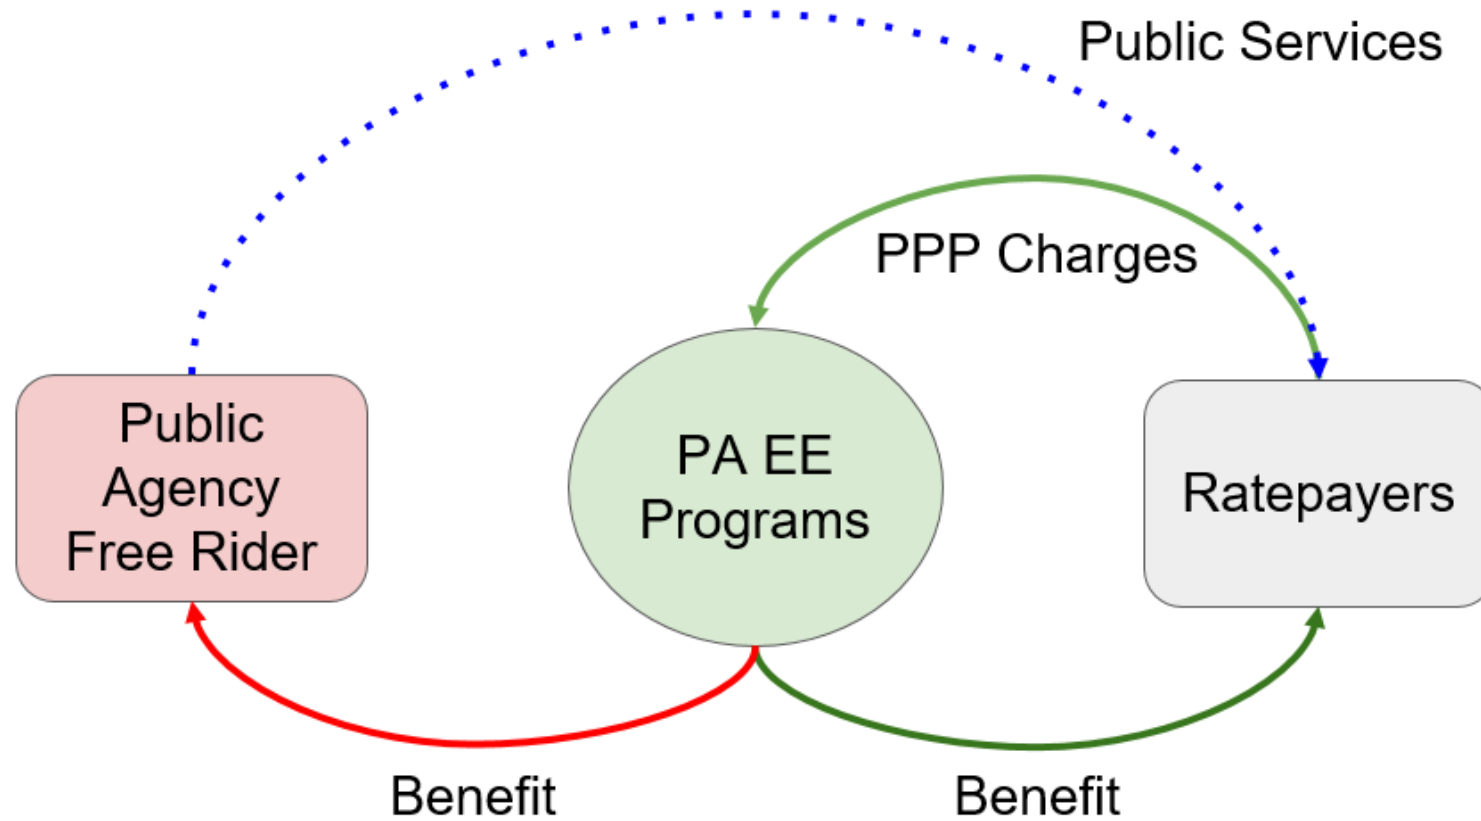 Public Services
PPP Charges
Public
Agency
Free Rider
PA EE
Programs
Ratepayers
Benefit
Benefit